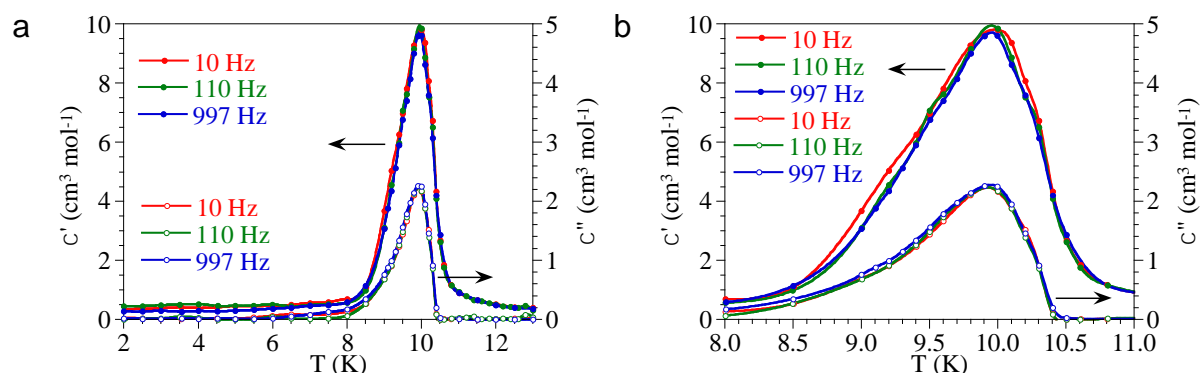 a
10
8
6
4
2
0
C' (cm³ mol⁻¹)
10 Hz
110 Hz
997 Hz
10 Hz
110 Hz
997 Hz
5
4
3
2
1
0
C'' (cm³ mol⁻¹)
2 4 6 8 10 12
T (K)
b
10
8
6
4
2
0
C' (cm³ mol⁻¹)
10 Hz
110 Hz
997 Hz
10 Hz
110 Hz
997 Hz
5
4
3
2
1
0
C'' (cm³ mol⁻¹)
8.0 8.5 9.0 9.5 10.0 10.5 11.0
T (K)